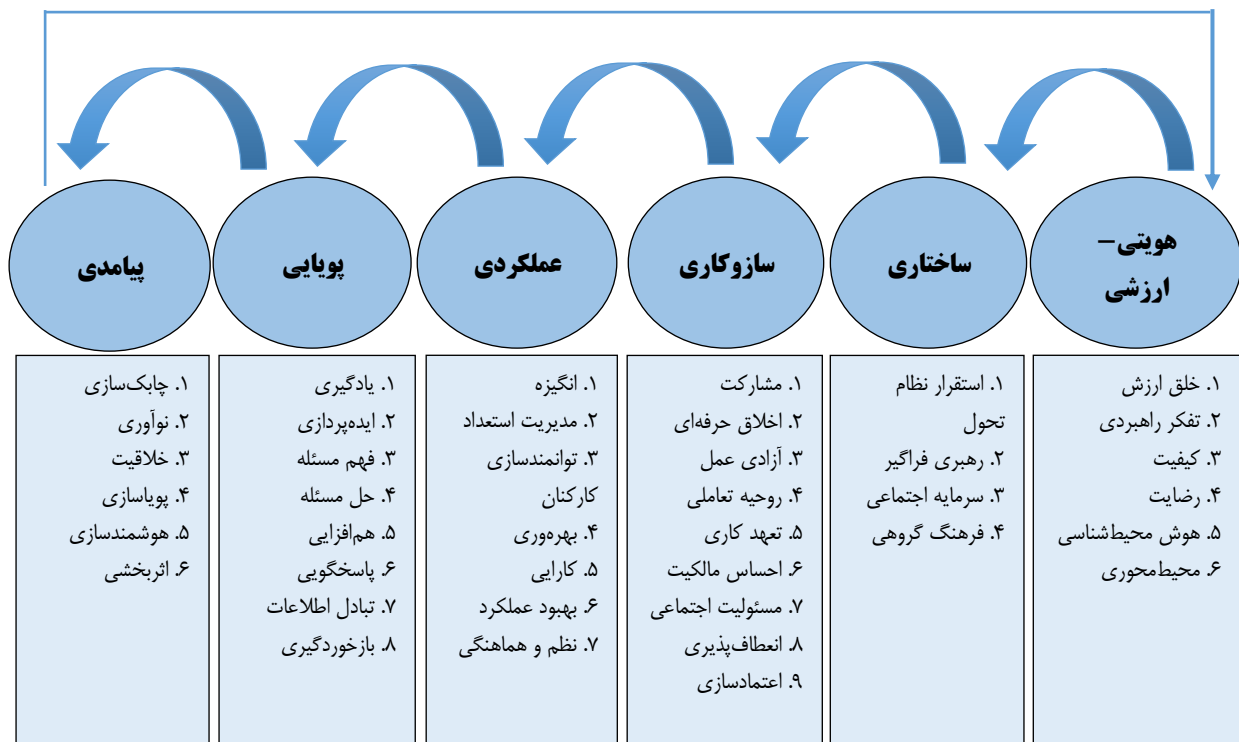 هویتی–
ارزشی
ساختاری
سازوکاری
عملکردی
پویایی
پیامدی
۱. خلق ارزش
۲. تفکر راهبردی
۳. کیفیت
۴. رضایت
۵. هوش محیط‌شناسی
۶. محیط‌محوری
۱. استقرار نظام
تحول
۲. رهبری فراگیر
۳. سرمایه اجتماعی
۴. فرهنگ گروهی
۱. مشارکت
۲. اخلاق حرفه‌ای
۳. آزادی عمل
۴. روحیه تعاملی
۵. تعهد کاری
۶. احساس مالکیت
۷. مسئولیت اجتماعی
۸. انعطاف‌پذیری
۹. اعتمادسازی
۱. انگیزه
۲. مدیریت استعداد
۳. توانمندسازی
کارکنان
۴. بهره‌وری
۵. کارایی
۶. بهبود عملکرد
۷. نظم و هماهنگی
۱. یادگیری
۲. ایده‌پردازی
۳. فهم مسئله
۴. حل مسئله
۵. هم‌افزایی
۶. پاسخگویی
۷. تبادل اطلاعات
۸. بازخوردگیری
۱. چابک‌سازی
۲. نوآوری
۳. خلاقیت
۴. پویاسازی
۵. هوشمندسازی
۶. اثربخشی